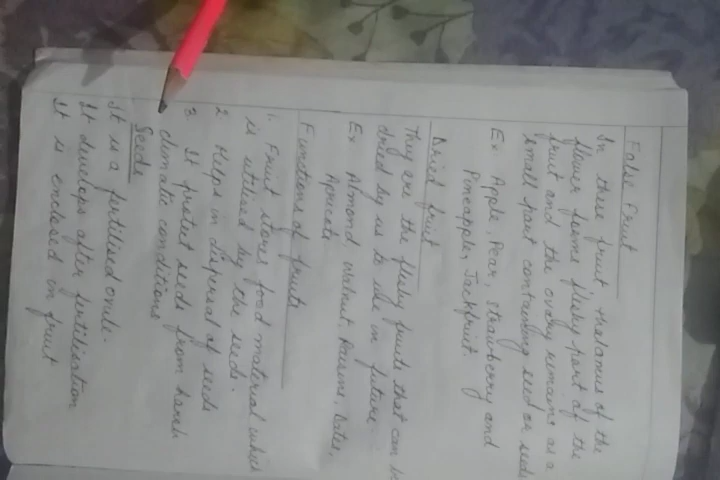 False Fruit
In three fruit thalamus of the
flower forms fleshy part of the
fruit and the ovary remains as a
small part containing seed or seeds
Ex Apple, Pear, Strawberry and
Pineapple, Jackfruit.
Dried fruit
They are the fleshy fruits that can be
dried by us to use in future.
Ex Almond, walnut, Raisins, Dates,
Apricots
Functions of fruits
1. Fruit stores food material which
is utilised by the seeds.
2 Helps in dispersal of seeds
3 It protect seeds from harsh
climatic conditions
Seeds
It is a fertilised ovule.
It develops after fertilisation
It is enclosed in fruit